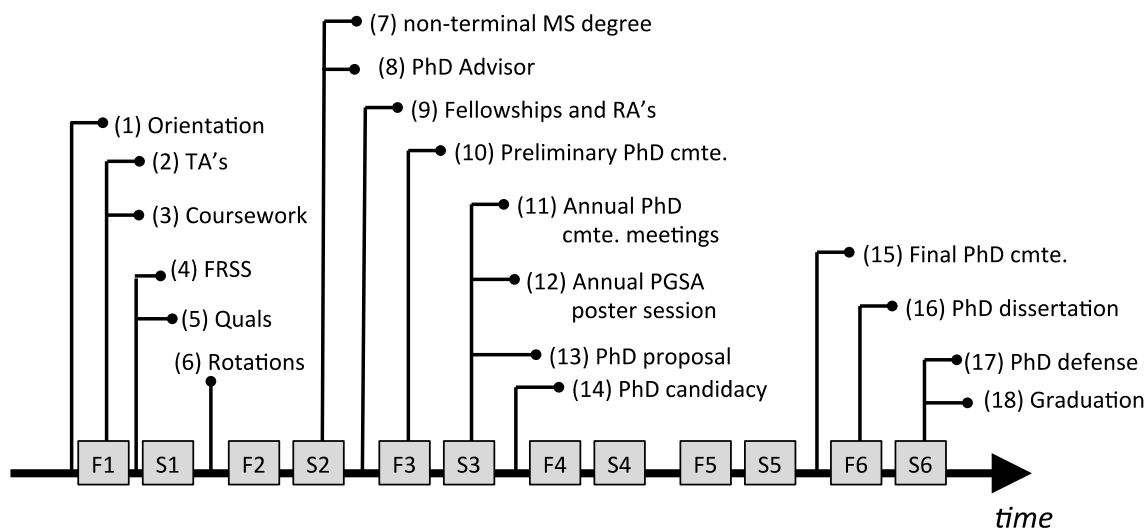 (7) non-terminal MS degree
(8) PhD Advisor
(9) Fellowships and RA's
(1) Orientation
(10) Preliminary PhD cmte.
(2) TA's
(11) Annual PhD
cmte. meetings
(3) Coursework
(15) Final PhD cmte.
(4) FRSS
(12) Annual PGSA
poster session
(16) PhD dissertation
(5) Quals
(13) PhD proposal
(6) Rotations
(17) PhD defense
(14) PhD candidacy
(18) Graduation
F1 S1 F2 S2 F3 S3 F4 S4 F5 S5 F6 S6
time